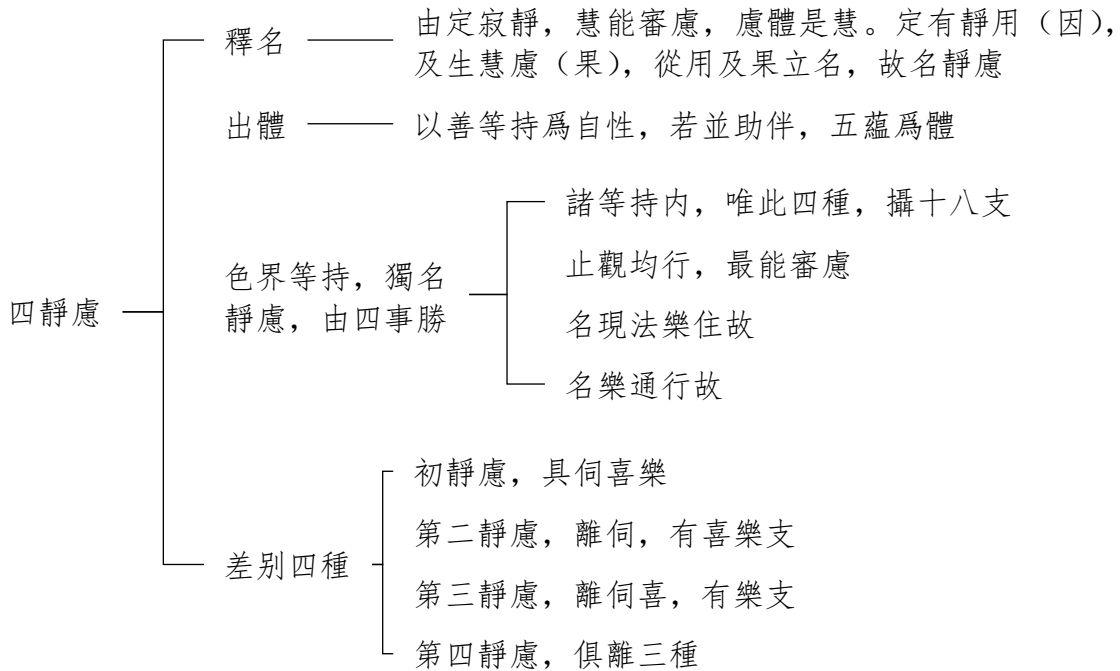 四靜慮
釋名
由定寂靜，慧能審慮，慮體是慧。定有靜用（因），
及生慧慮（果），從用及果立名，故名靜慮
出體
以善等持爲自性，若並助伴，五蘊爲體
色界等持，獨名
靜慮，由四事勝
諸等持内，唯此四種，攝十八支
止觀均行，最能審慮
名現法樂住故
名樂通行故
差别四種
初靜慮，具伺喜樂
第二靜慮，離伺，有喜樂支
第三靜慮，離伺喜，有樂支
第四靜慮，俱離三種